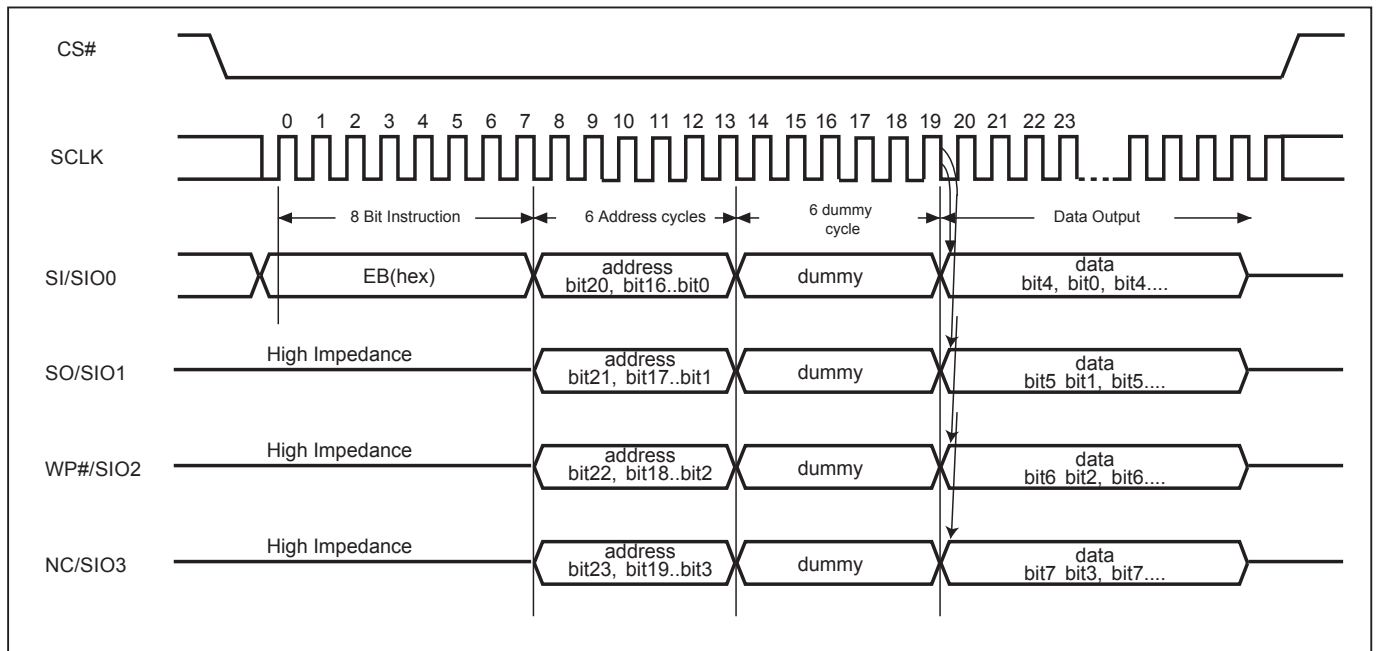 CS#
0 1 2 3 4 5 6 7 8 9 10 11 12 13 14 15 16 17 18 19 20 21 22 23
SCLK
8 Bit Instruction
6 Address cycles
6 dummy
cycle
Data Output
SI/SIO0
EB(hex)
address
bit20, bit16..bit0
dummy
data
bit4, bit0, bit4....
SO/SIO1
High Impedance
address
bit21, bit17..bit1
dummy
data
bit5 bit1, bit5....
WP#/SIO2
High Impedance
address
bit22, bit18..bit2
dummy
data
bit6 bit2, bit6....
NC/SIO3
High Impedance
address
bit23, bit19..bit3
dummy
data
bit7 bit3, bit7....